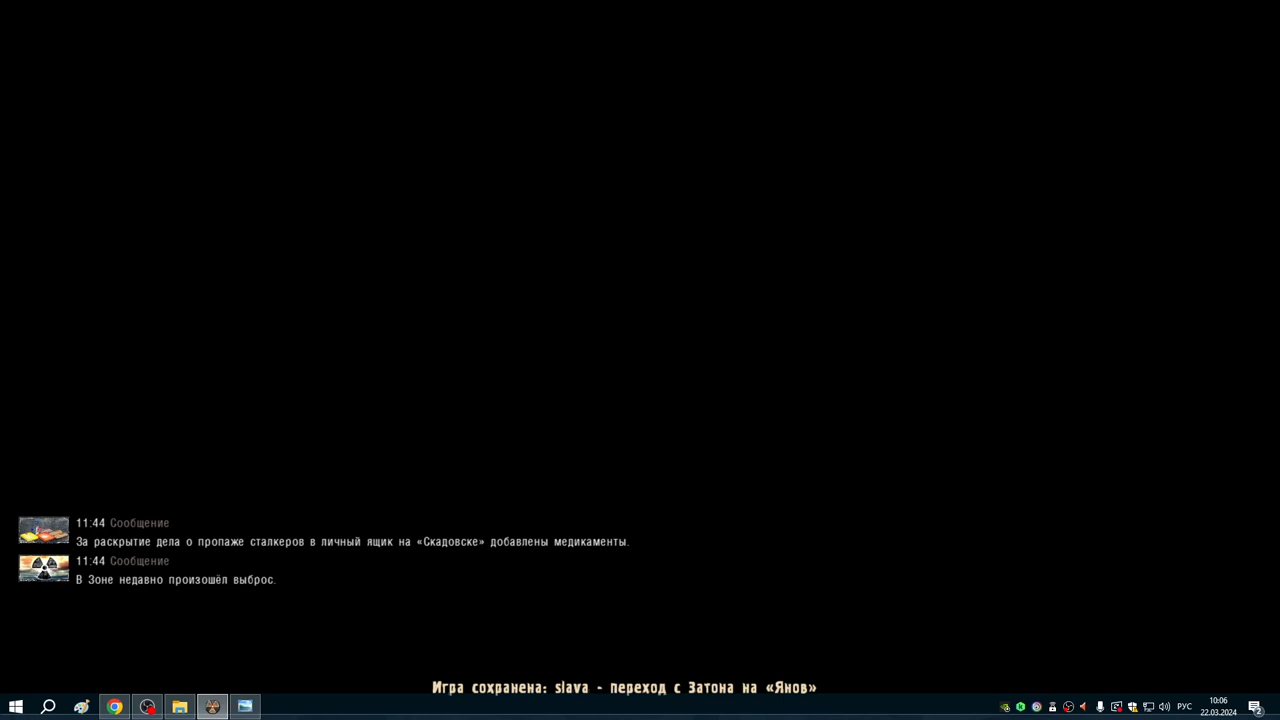 11:44 Сообщение
За раскрытие дела о пропаже сталкеров в личный ящик на «Скадовске» добавлены медикаменты.
11:44 Сообщение
В Зоне недавно произошёл выброс.
Игра сохранена: slava - переход с Затона на «Янов»
РУС
10:06
22.03.2024
2